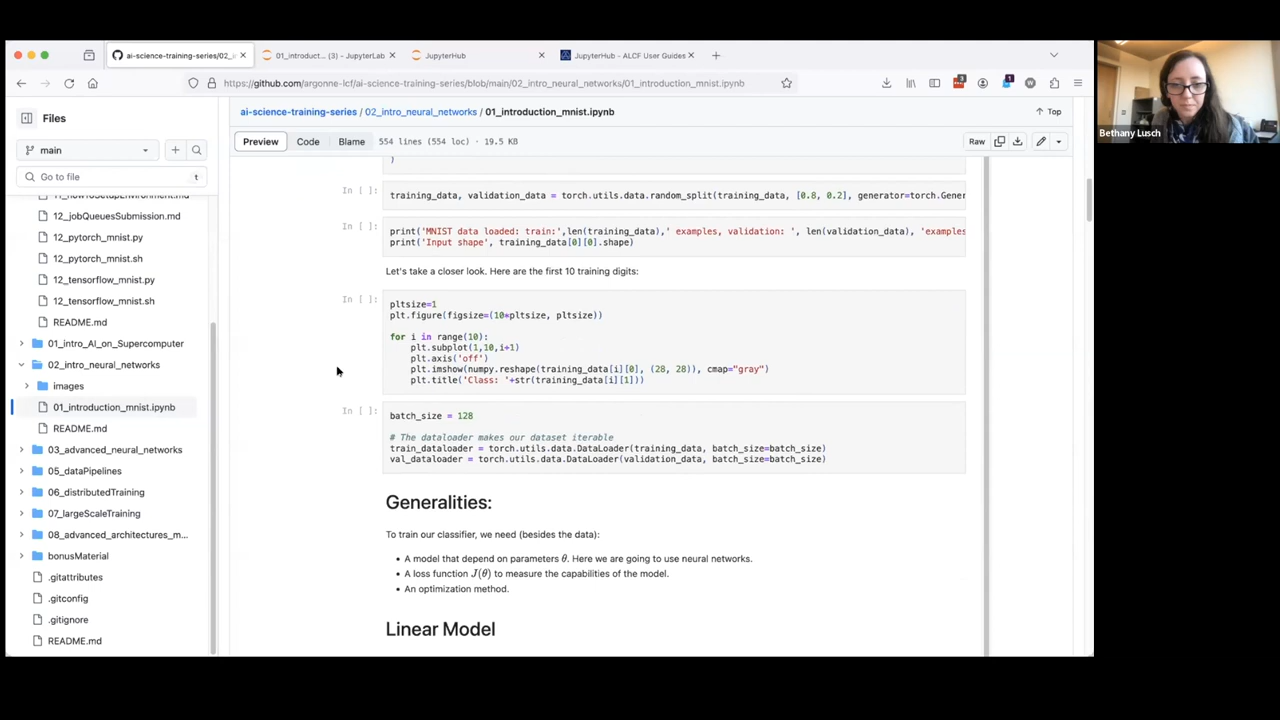 ai-science-training-series/02_i
01_introduct... (3) - JupyterLab
JupyterHub
JupyterHub - ALCF User Guides
https://github.com/argonne-lcf/ai-science-training-series/blob/main/02_intro_neural_networks/01_introduction_mnist.ipynb
Files
main
Go to file
t
12_jobQueuesSubmission.md
12_pytorch_mnist.py
12_pytorch_mnist.sh
12_tensorflow_mnist.py
12_tensorflow_mnist.sh
README.md
01_intro_AI_on_Supercomputer
02_intro_neural_networks
images
01_introduction_mnist.ipynb
README.md
03_advanced_neural_networks
05_dataPipelines
06_distributedTraining
07_largeScaleTraining
08_advanced_architectures_m...
bonusMaterial
.gitattributes
.gitconfig
.gitignore
README.md
ai-science-training-series / 02_intro_neural_networks / 01_introduction_mnist.ipynb
Top
Preview Code Blame 554 lines (554 loc) · 19.5 KB
Raw
)
In [ ]: training_data, validation_data = torch.utils.data.random_split(training_data, [0.8, 0.2], generator=torch.Gener
In [ ]: print('MNIST data loaded: train:',len(training_data),' examples, validation: ', len(validation_data), 'examples
print('Input shape', training_data[0][0].shape)
Let's take a closer look. Here are the first 10 training digits:
In [ ]: pltsize=1
plt.figure(figsize=(10*pltsize, pltsize))
for i in range(10):
plt.subplot(1,10,i+1)
plt.axis('off')
plt.imshow(numpy.reshape(training_data[i][0], (28, 28)), cmap="gray")
plt.title('Class: '+str(training_data[i][1]))
In [ ]: batch_size = 128
# The dataloader makes our dataset iterable
train_dataloader = torch.utils.data.DataLoader(training_data, batch_size=batch_size)
val_dataloader = torch.utils.data.DataLoader(validation_data, batch_size=batch_size)
Generalities:
To train our classifier, we need (besides the data):
• A model that depend on parameters θ. Here we are going to use neural networks.
• A loss function J(θ) to measure the capabilities of the model.
• An optimization method.
Linear Model
Bethany Lusch